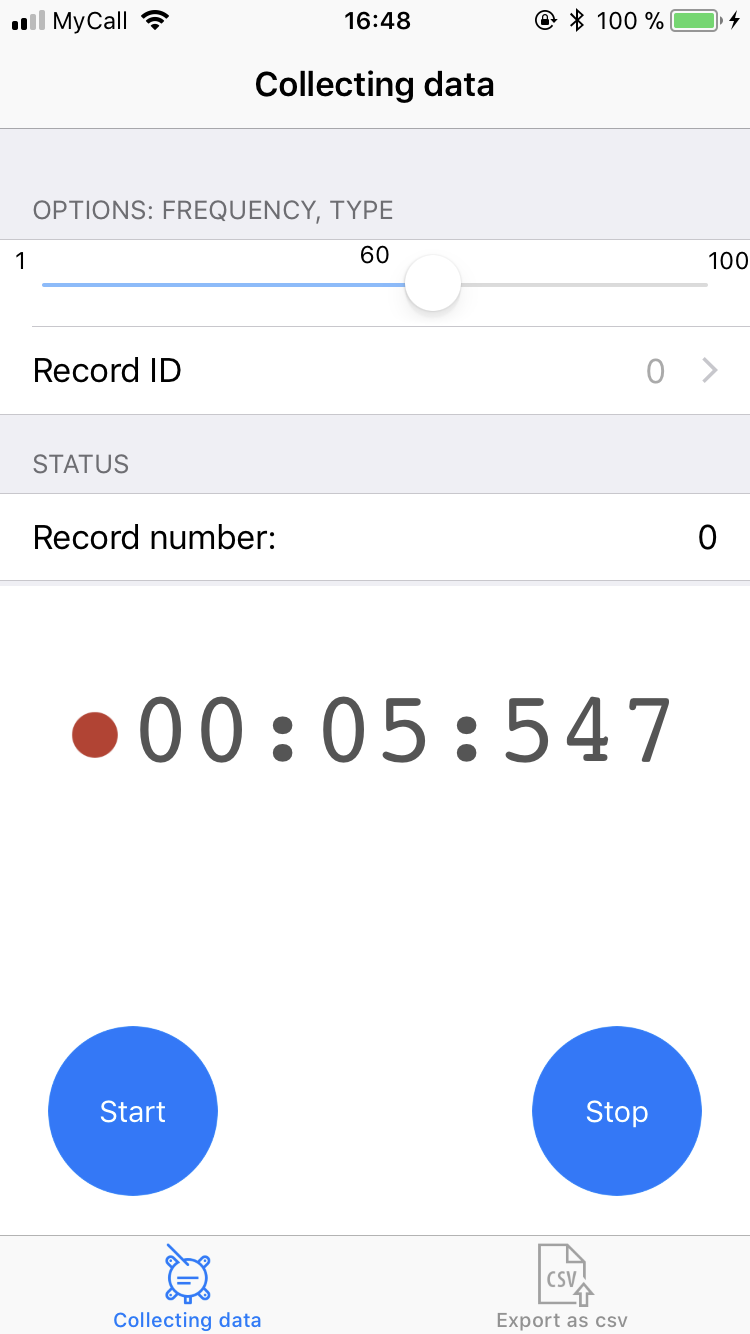 MyCall 16:48 100 %
Collecting data
OPTIONS: FREQUENCY, TYPE
1 60 100
Record ID 0
STATUS
Record number: 0
00:05:547
Start Stop
CSV
Collecting data Export as csv